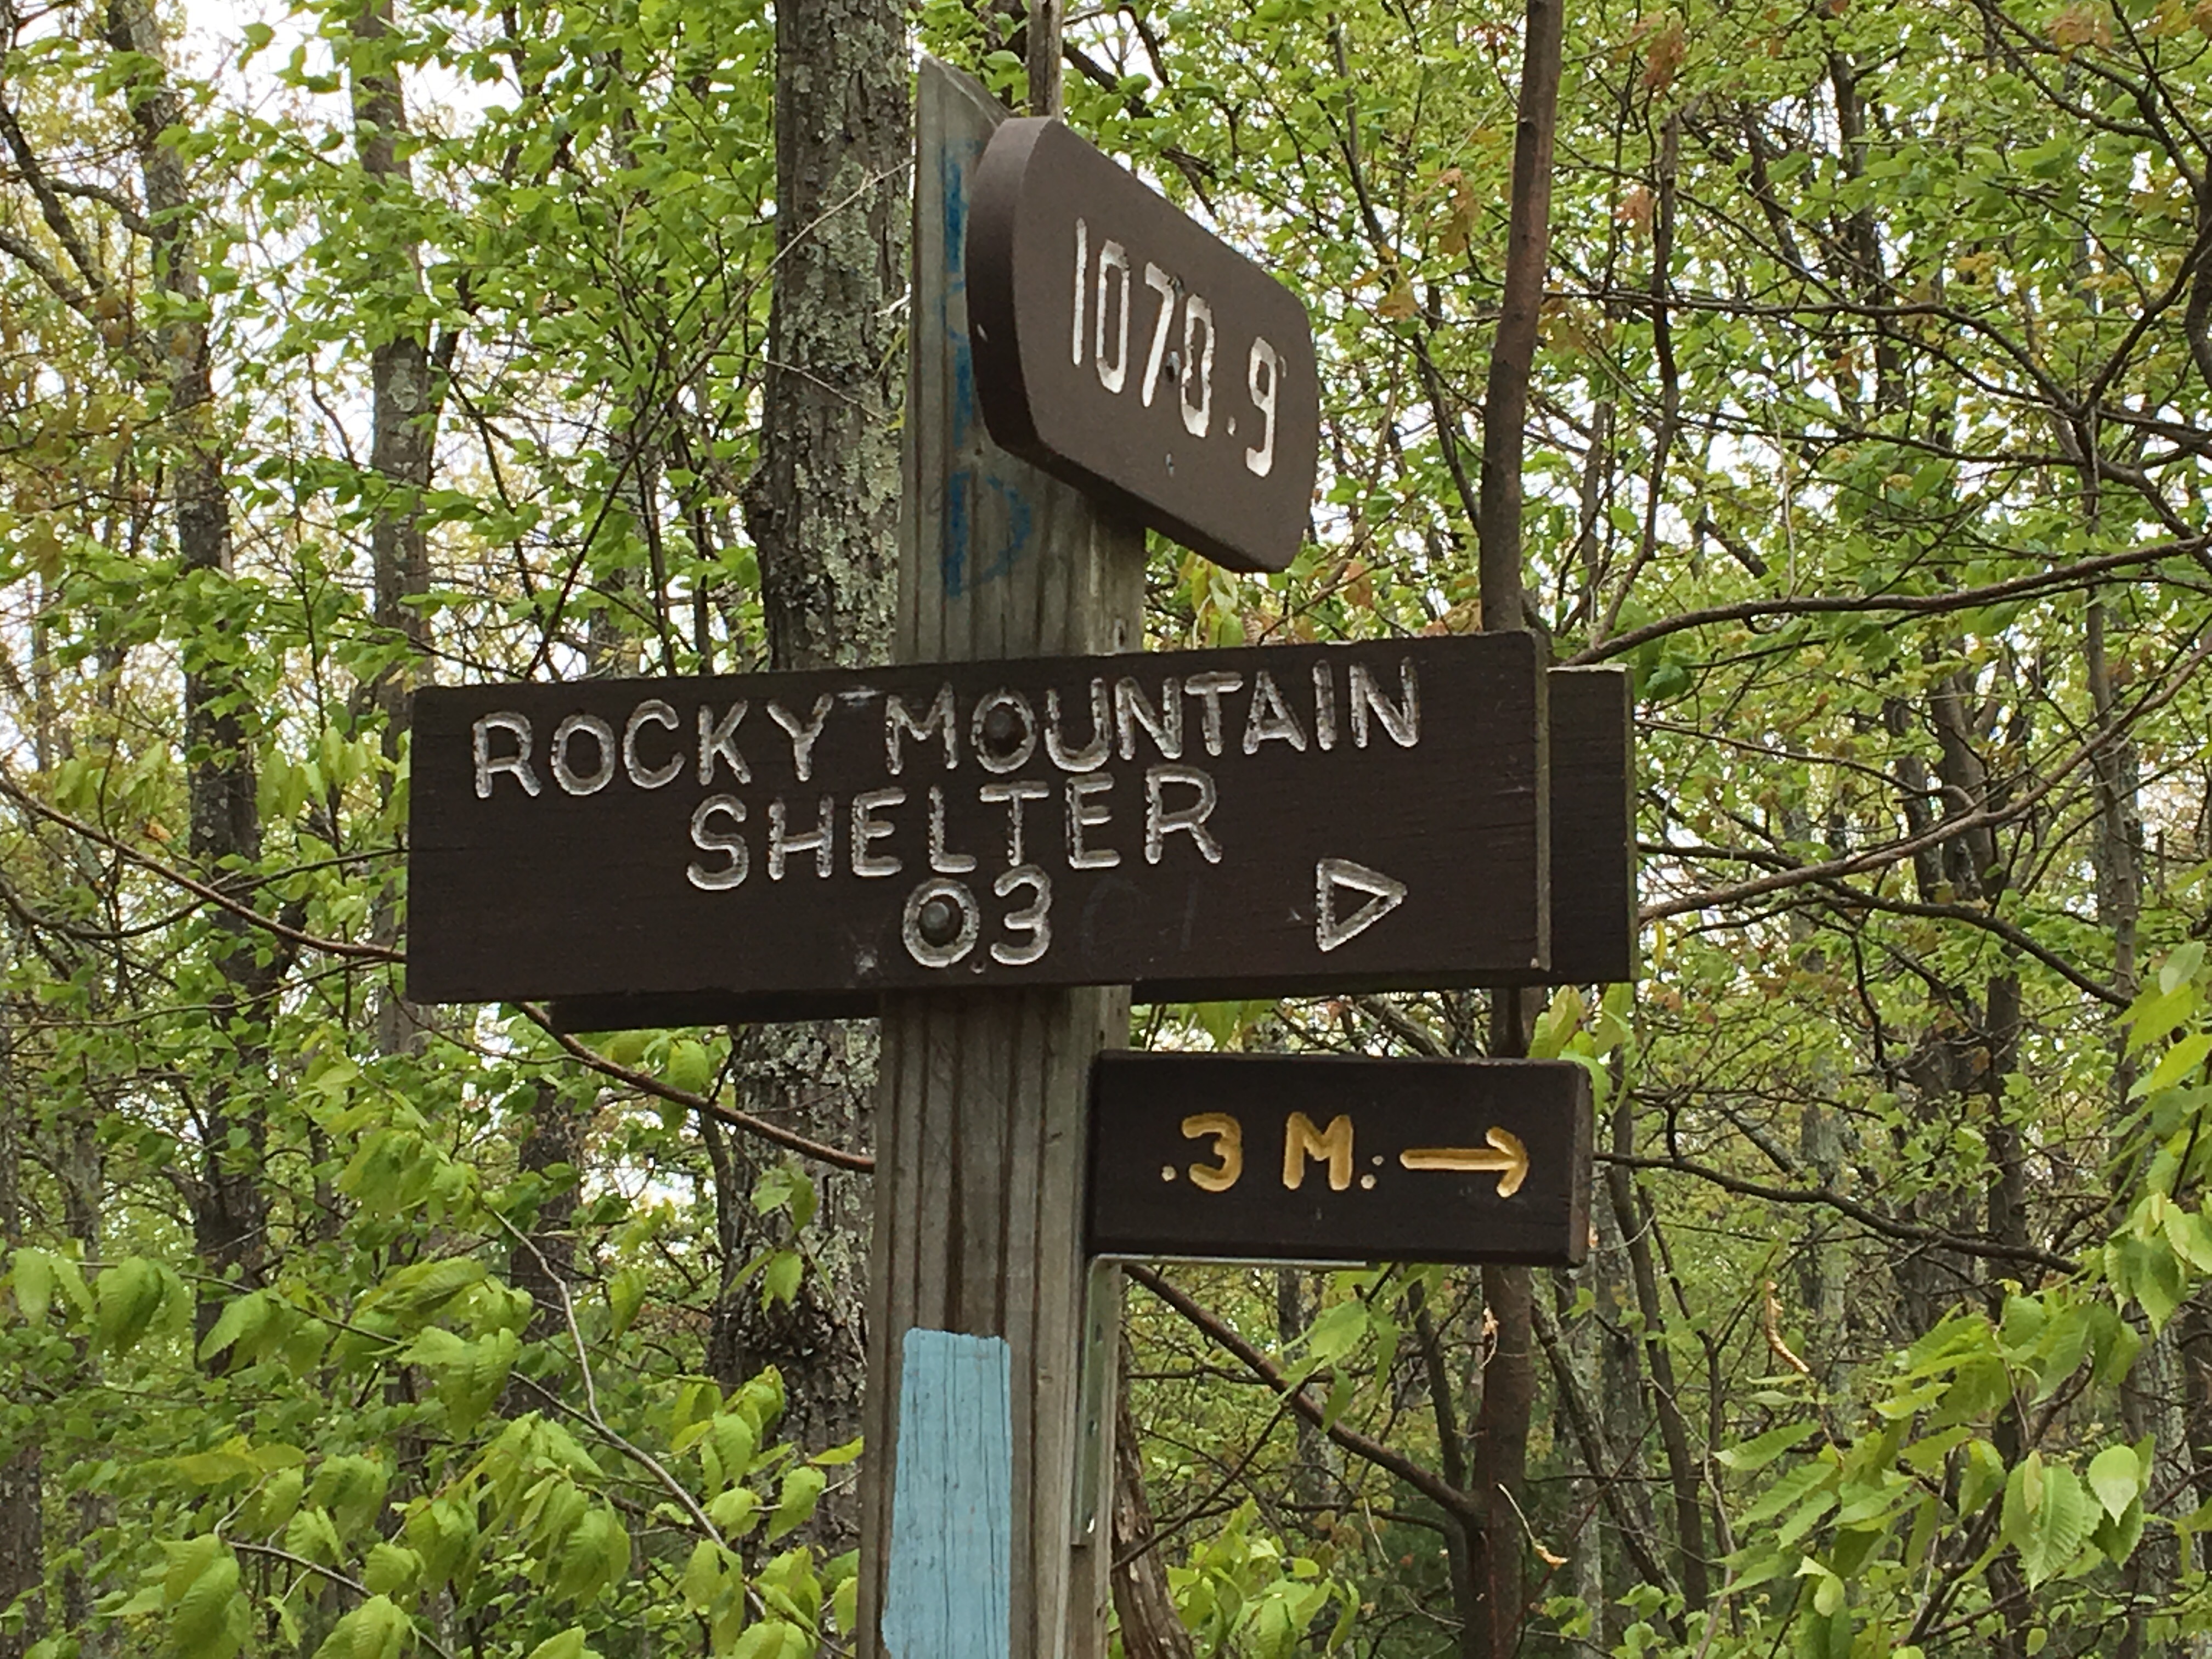 1070.9
ROCKY MOUNTAIN
SHELTER
0.3
.3 M. →